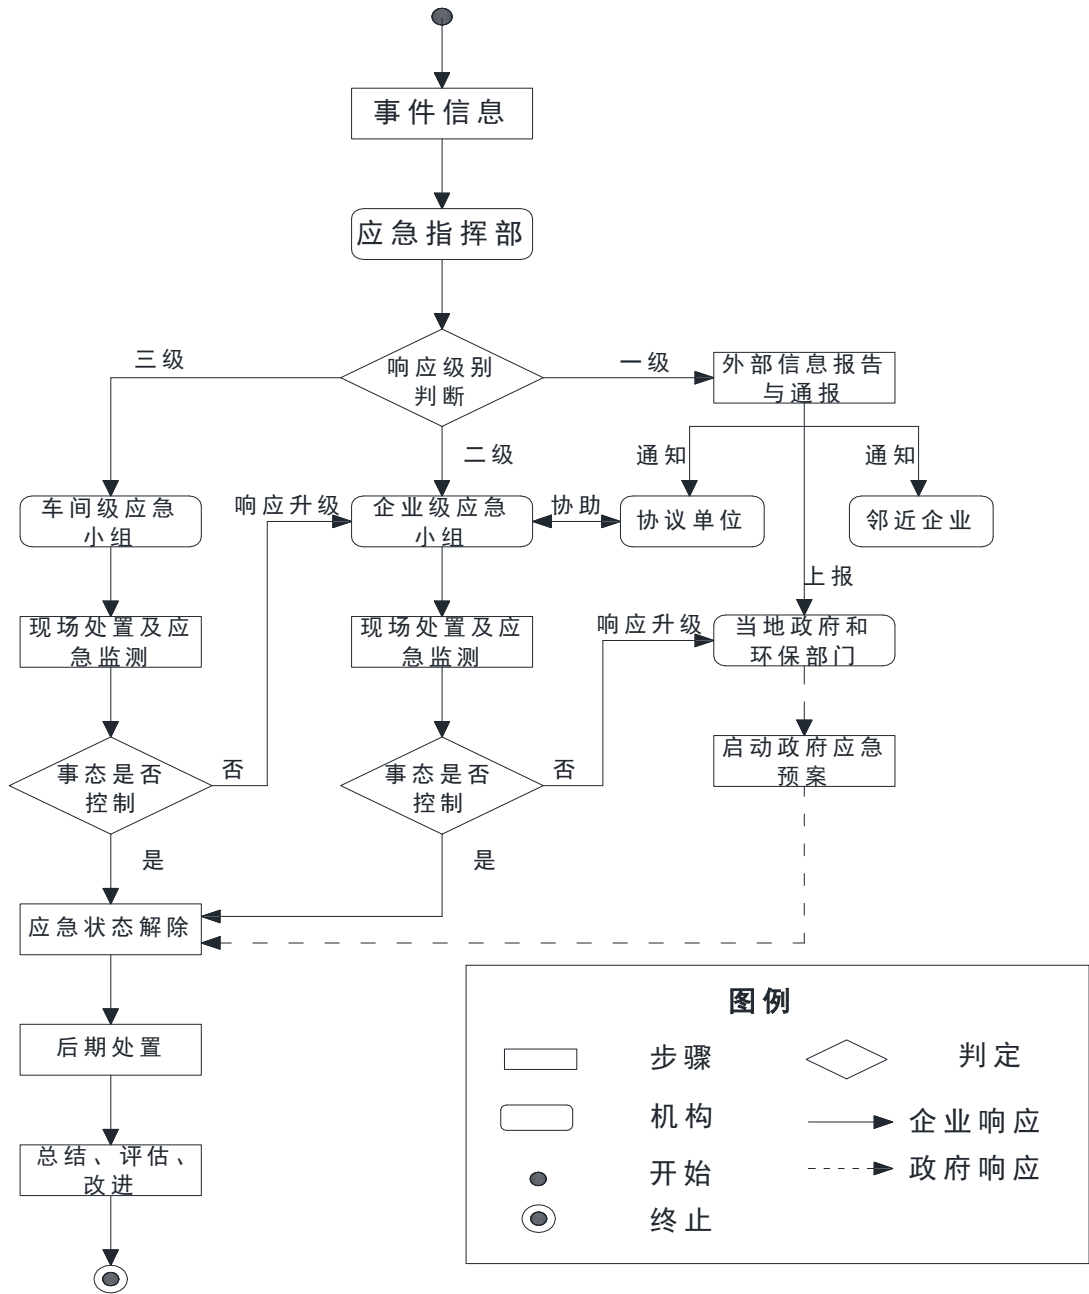 事件信息
应急指挥部
响应级别
判断
三级
一级
外部信息报告
与通报
二级
通知
通知
车间级应急
小组
响应升级
企业级应急
小组
协助
协议单位
邻近企业
上报
现场处置及应
急监测
现场处置及应
急监测
响应升级
当地政府和
环保部门
启动政府应急
预案
事态是否
控制
否
事态是否
控制
否
是
是
应急状态解除
后期处置
总结、评估、
改进
图例
步骤
判定
机构
企业响应
开始
政府响应
终止